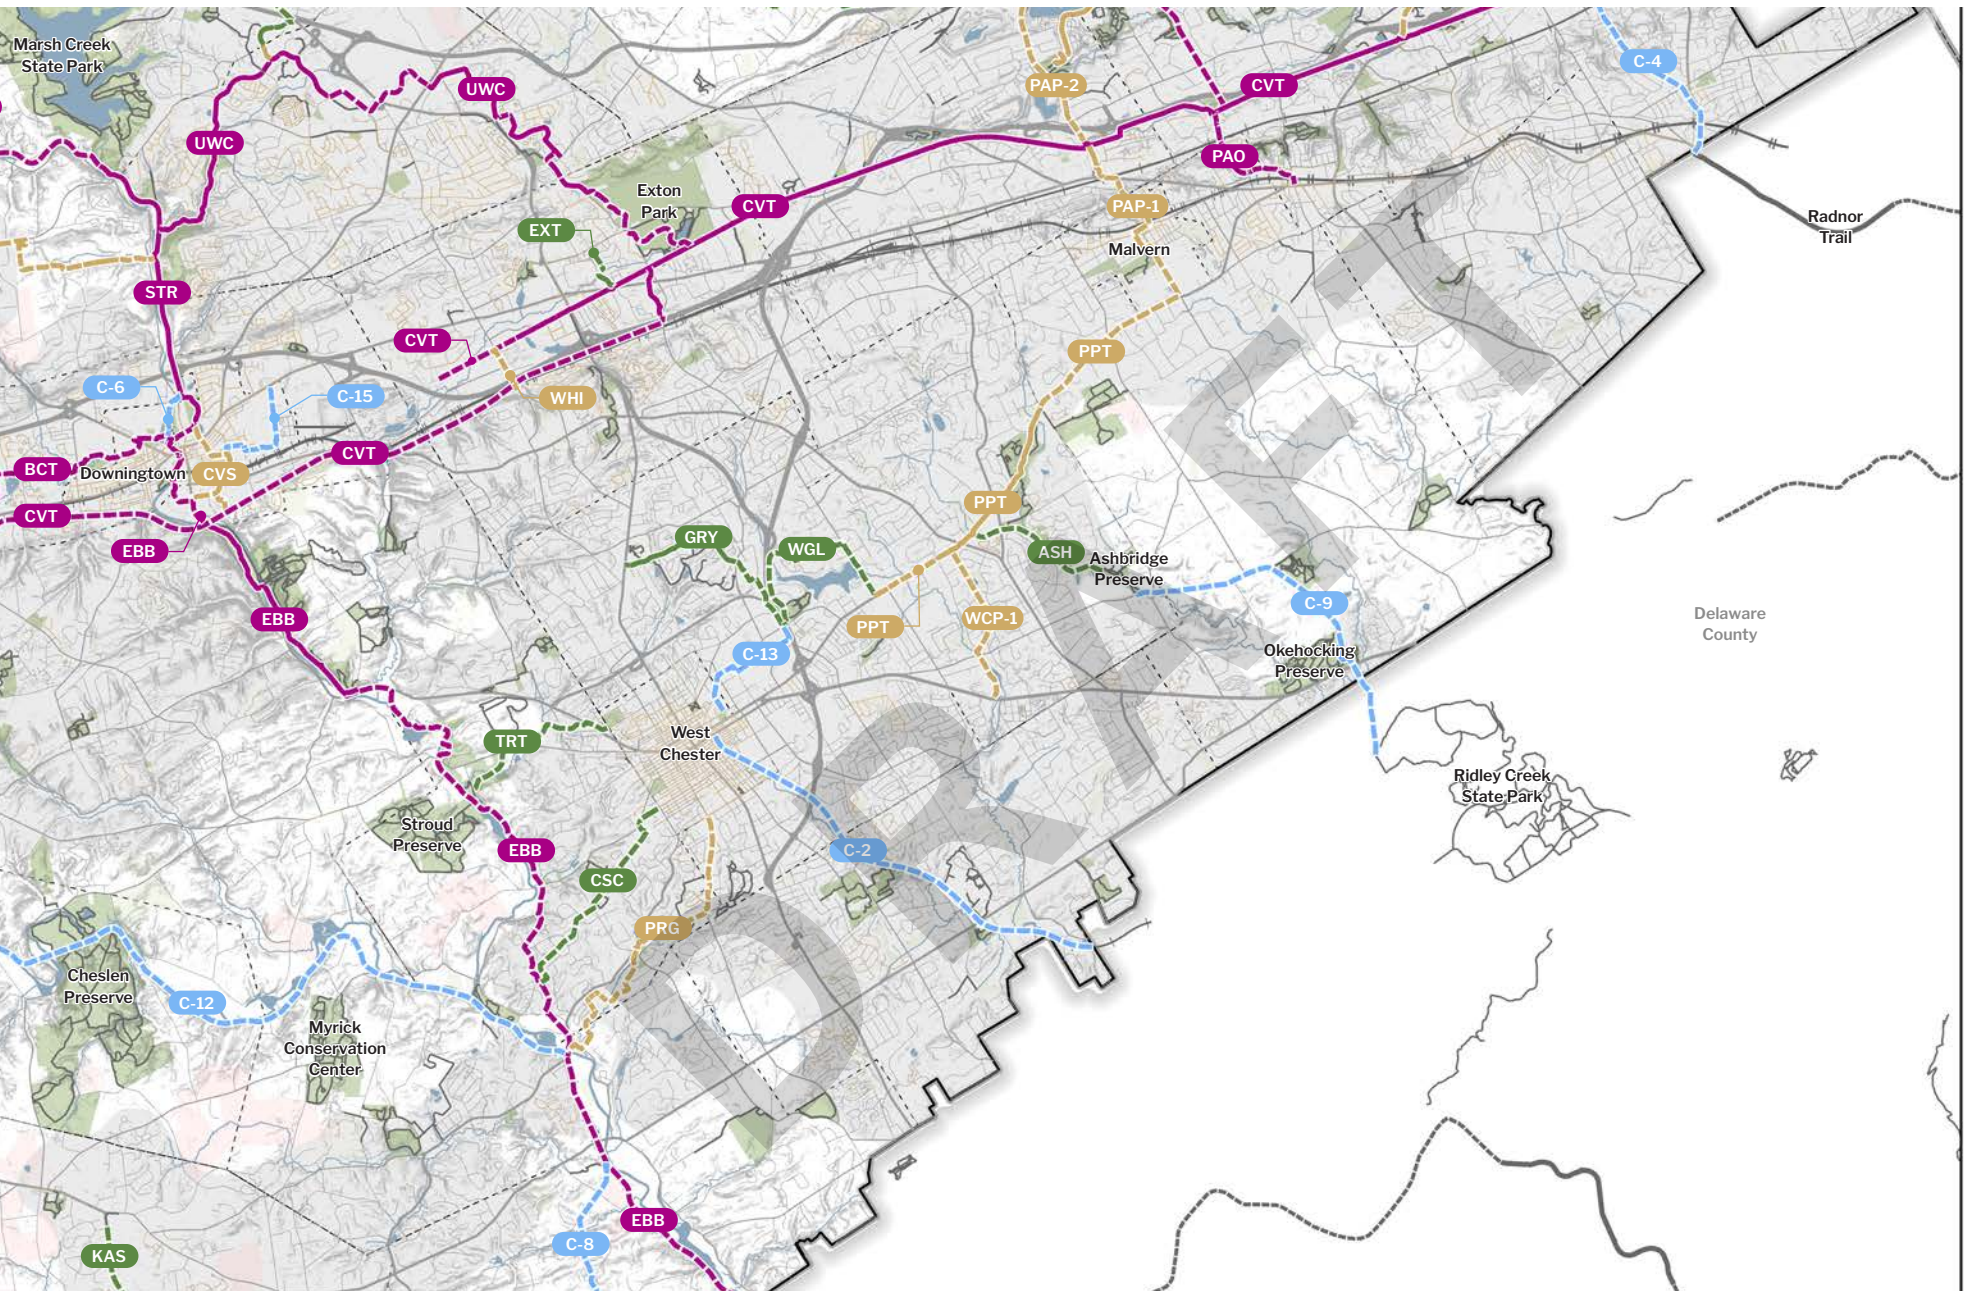 Marsh Creek
State Park
C-4
PAP-2
CVT
UWC
UWC
PAO
Exton
Park
CVT
PAP-1
EXT
Malvern
Radnor
Trail
STR
CVT
PPT
C-6
C-15
WHI
CVT
BCT
Downingtown
CVS
PPT
CVT
EBB
GRY
WGL
ASH
Ashbridge
Preserve
C-9
EBB
PPT
WCP-1
Delaware
County
C-13
Okehocking
Preserve
TRT
West
Chester
Ridley Creek
State Park
Stroud
Preserve
EBB
C-2
CSC
PRG
Cheslen
Preserve
C-12
Myrick
Conservation
Center
EBB
C-8
KAS
DRAFT